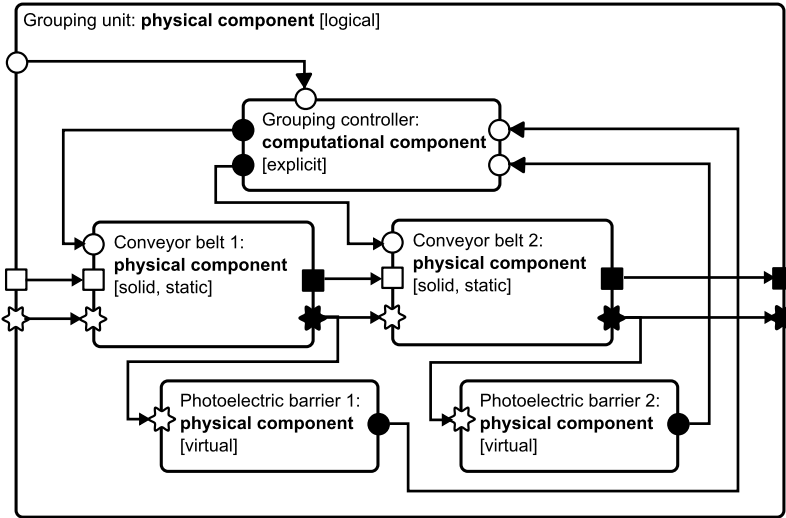 Grouping unit: physical component [logical]
Grouping controller:
computational component
[explicit]
Conveyor belt 1:
physical component
[solid, static]
Conveyor belt 2:
physical component
[solid, static]
Photoelectric barrier 1:
physical component
[virtual]
Photoelectric barrier 2:
physical component
[virtual]